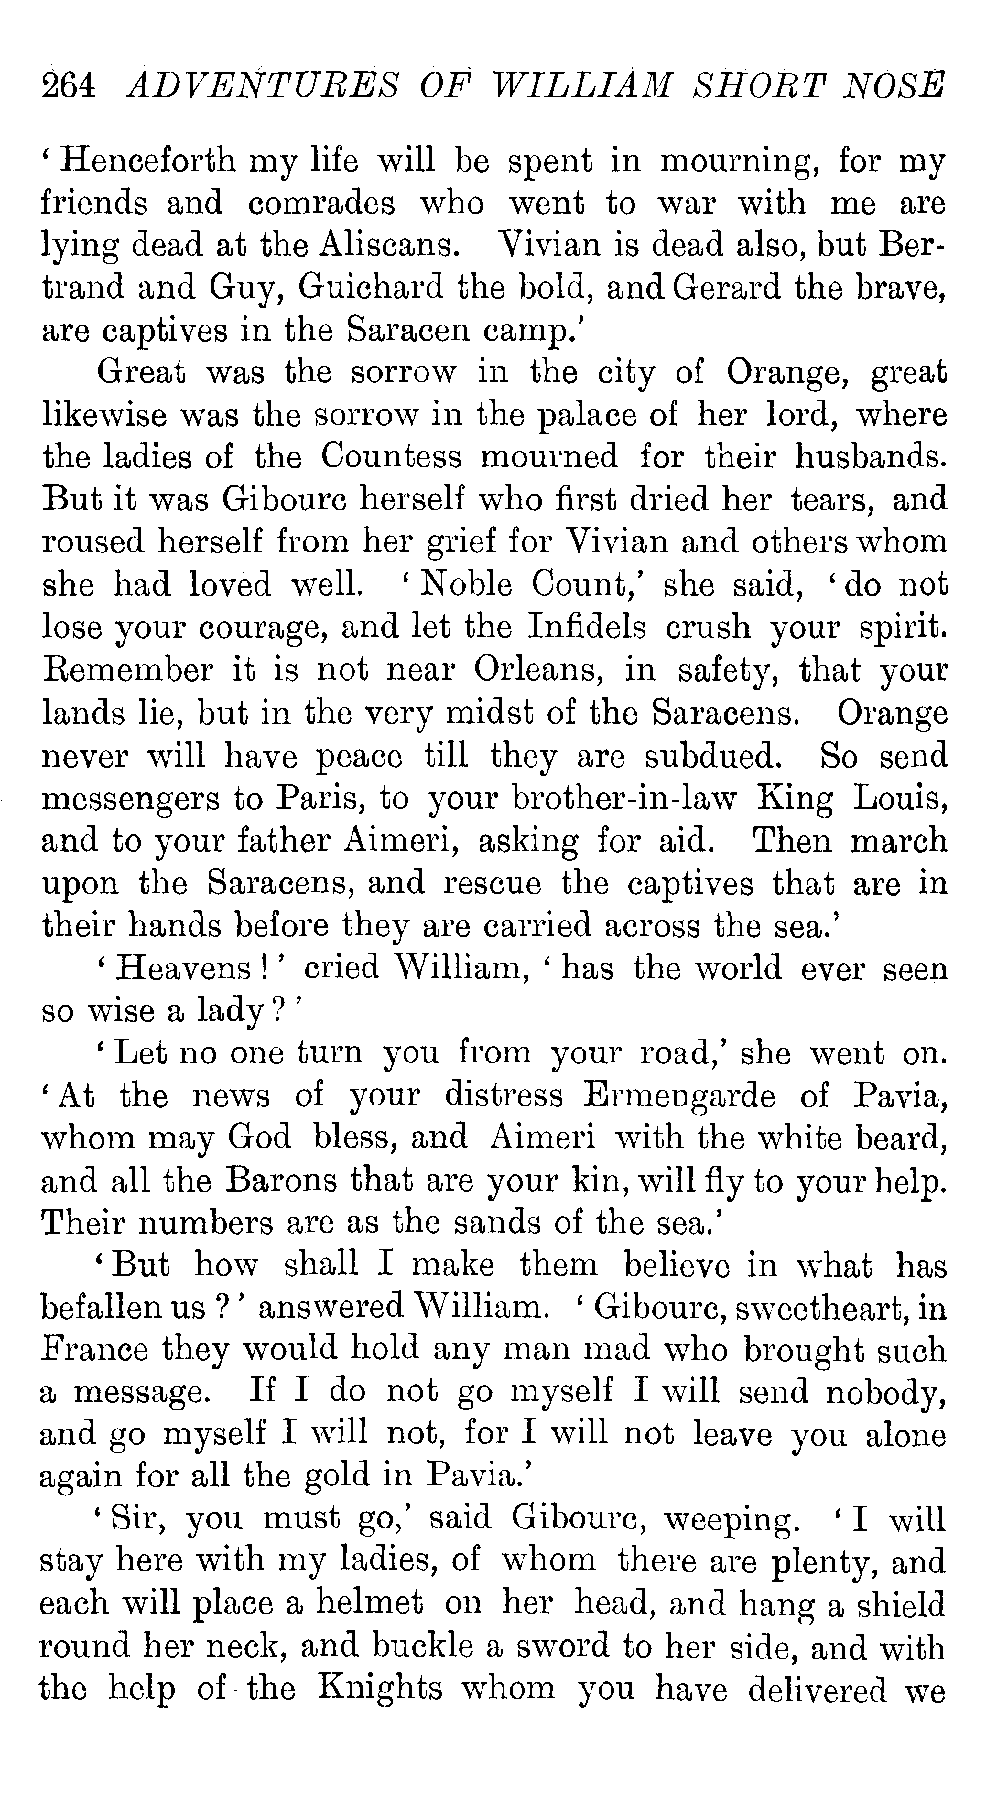 264 ADVENTURES OF WILLIAM SHORT NOSE
‘Henceforth my life will be spent in mourning, for my
friends and comrades who went to war with me are
lying dead at the Aliscans. Vivian is dead also, but Ber-
trand and Guy, Guichard the bold, and Gerard the brave,
are captives in the Saracen camp.’
Great was the sorrow in the city of Orange, great
likewise was the sorrow in the palace of her lord, where
the ladies of the Countess mourned for their husbands.
But it was Gibourc herself who first dried her tears, and
roused herself from her grief for Vivian and others whom
she had loved well. ‘Noble Count,’ she said, ‘do not
lose your courage, and let the Infidels crush your spirit.
Remember it is not near Orleans, in safety, that your
lands lie, but in the very midst of the Saracens. Orange
never will have peace till they are subdued. So send
messengers to Paris, to your brother-in-law King Louis,
and to your father Aimeri, asking for aid. Then march
upon the Saracens, and rescue the captives that are in
their hands before they are carried across the sea.’
‘Heavens!’ cried William, ‘has the world ever seen
so wise a lady?’
‘Let no one turn you from your road,’ she went on.
‘At the news of your distress Ermengarde of Pavia,
whom may God bless, and Aimeri with the white beard,
and all the Barons that are your kin, will fly to your help.
Their numbers are as the sands of the sea.’
‘But how shall I make them believe in what has
befallen us?’ answered William. ‘Gibourc, sweetheart, in
France they would hold any man mad who brought such
a message. If I do not go myself I will send nobody,
and go myself I will not, for I will not leave you alone
again for all the gold in Pavia.’
‘Sir, you must go,’ said Gibourc, weeping. ‘I will
stay here with my ladies, of whom there are plenty, and
each will place a helmet on her head, and hang a shield
round her neck, and buckle a sword to her side, and with
the help of the Knights whom you have delivered we